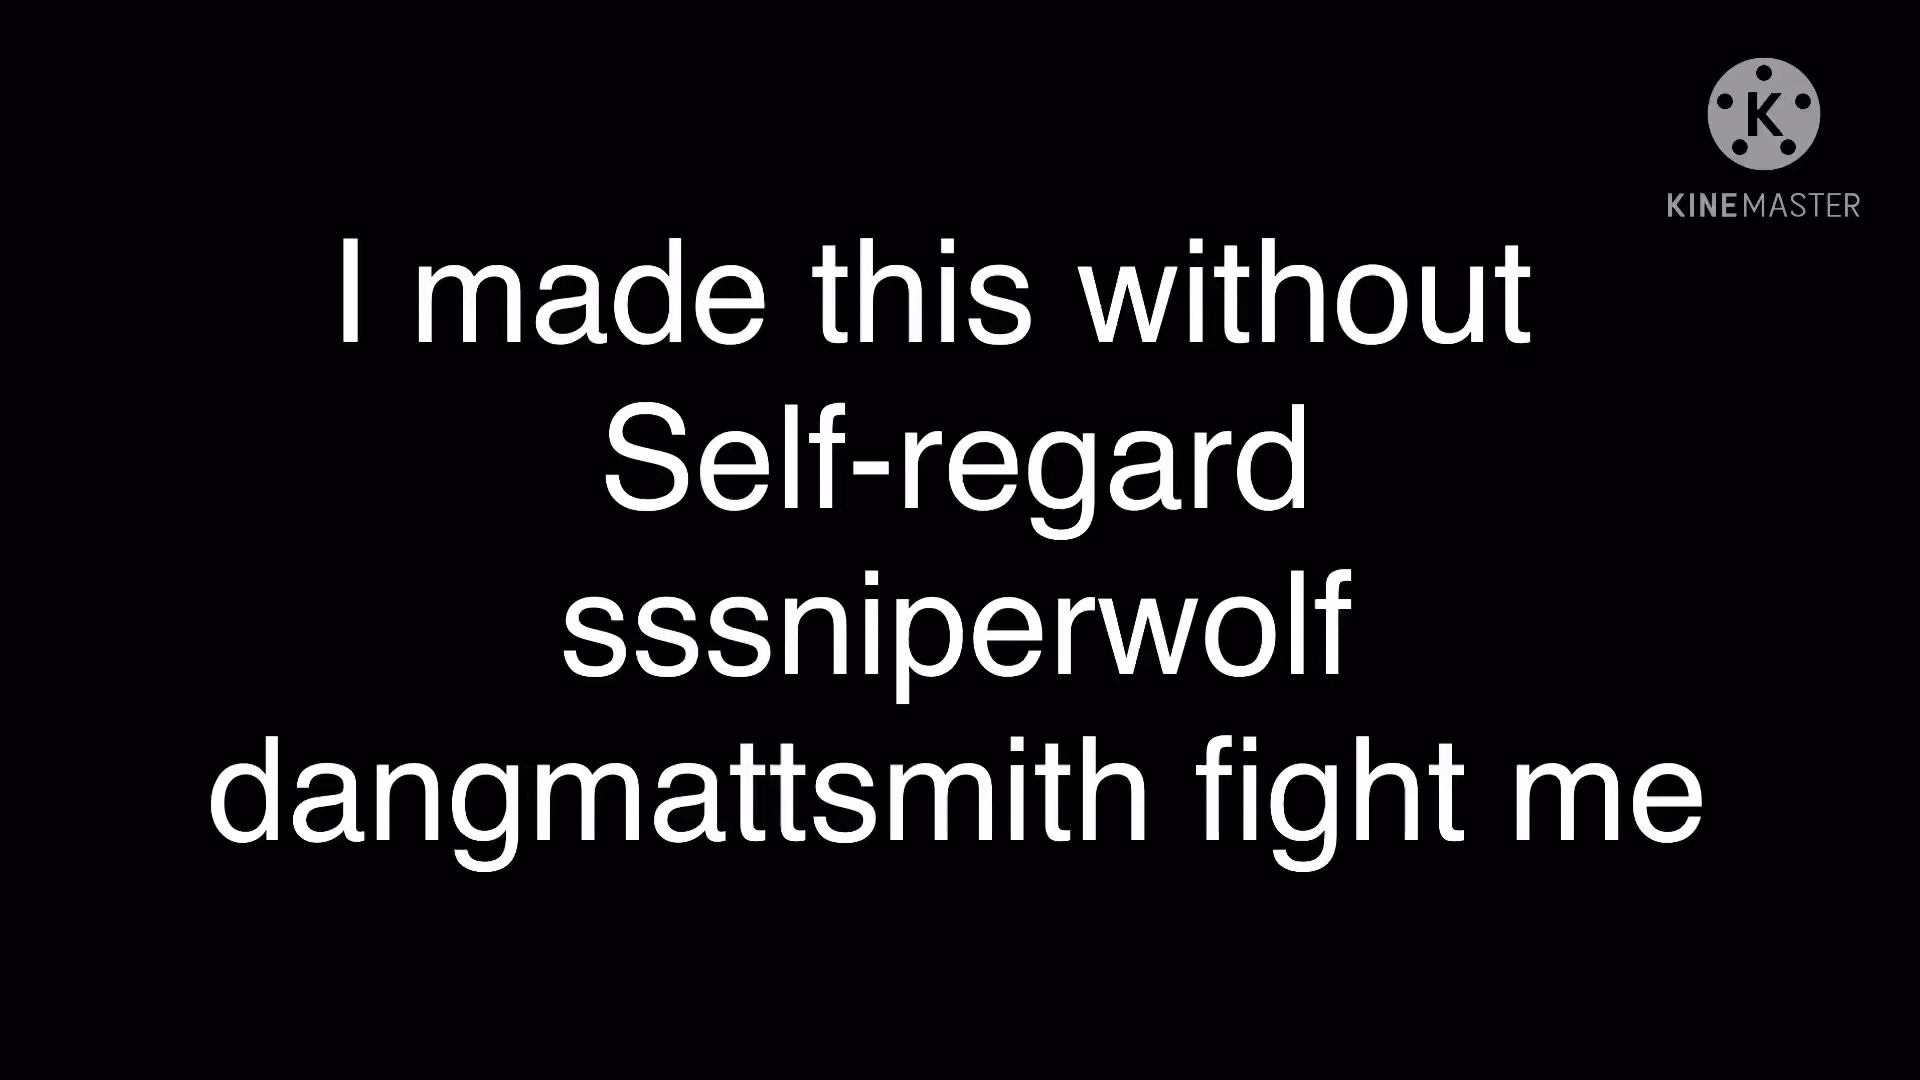 K
KINEMASTER
I made this without
Self-regard
sssniperwolf
dangmattsmith fight me